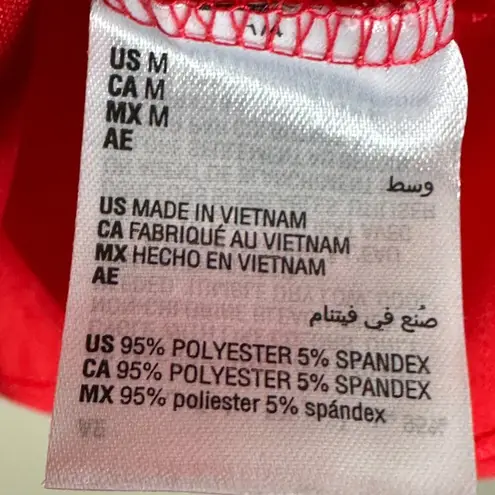 US M
CA M
MX M
AE
وسط
US MADE IN VIETNAM
CA FABRIQUÉ AU VIETNAM
MX HECHO EN VIETNAM
AE
صُنع في فيتنام
US 95% POLYESTER 5% SPANDEX
CA 95% POLYESTER 5% SPANDEX
MX 95% poliester 5% spándex